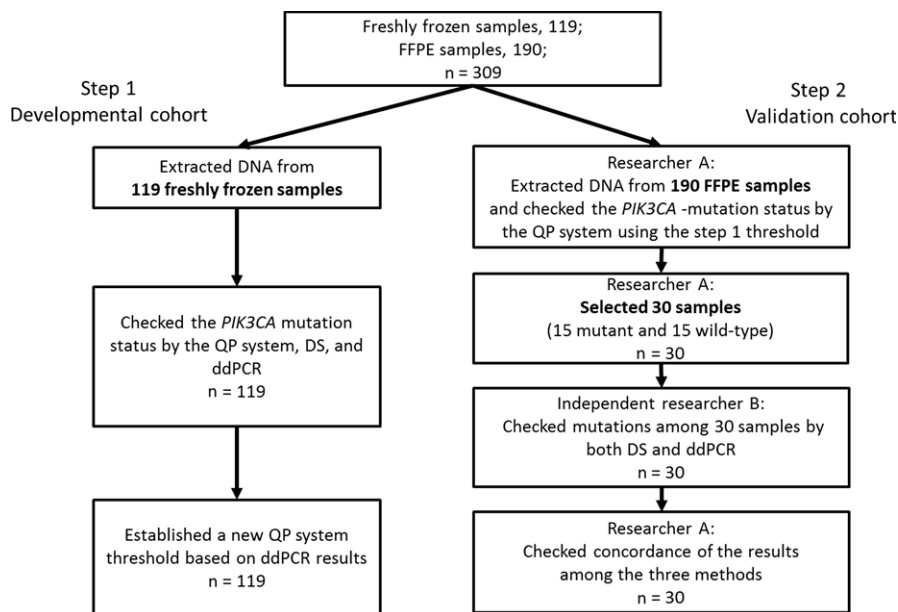 Freshly frozen samples, 119;
FFPE samples, 190;
n = 309
Step 1
Developmental cohort
Step 2
Validation cohort
Extracted DNA from
119 freshly frozen samples
Checked the PIK3CA mutation
status by the QP system, DS, and
ddPCR
n = 119
Established a new QP system
threshold based on ddPCR results
n = 119
Researcher A:
Extracted DNA from 190 FFPE samples
and checked the PIK3CA -mutation status by
the QP system using the step 1 threshold
Researcher A:
Selected 30 samples
(15 mutant and 15 wild-type)
n = 30
Independent researcher B:
Checked mutations among 30 samples by
both DS and ddPCR
n = 30
Researcher A:
Checked concordance of the results
among the three methods
n = 30